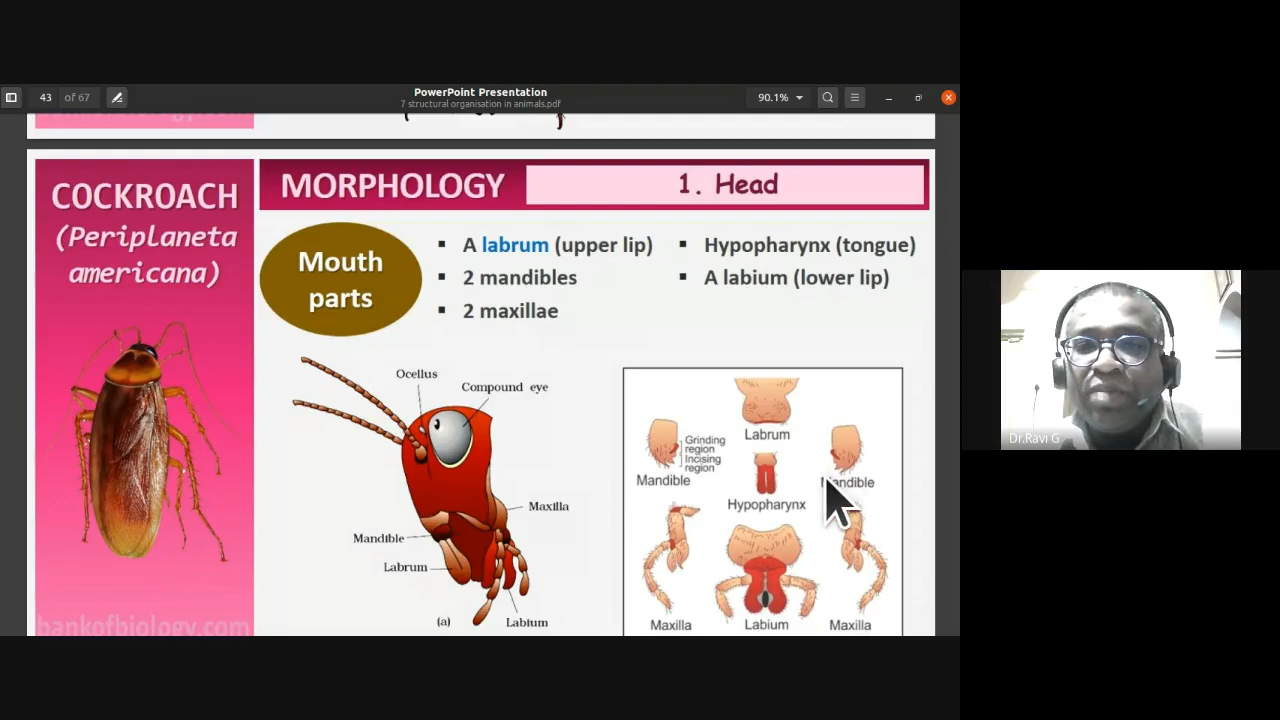 PowerPoint Presentation
43 of 67
7 structural organisation in animals.pdf
90.1%
COCKROACH
(Periplaneta
americana)
MORPHOLOGY
1. Head
Mouth
parts
▪ A labrum (upper lip)
▪ 2 mandibles
▪ 2 maxillae
▪ Hypopharynx (tongue)
▪ A labium (lower lip)
Ocellus
Compound eye
Maxilla
Mandible
Labrum
Labium
(a)
Labrum
Grinding
region
Incising
region
Mandible
Mandible
Hypopharynx
Maxilla
Labium
Maxilla
bankofbiology.com
Dr.Ravi G